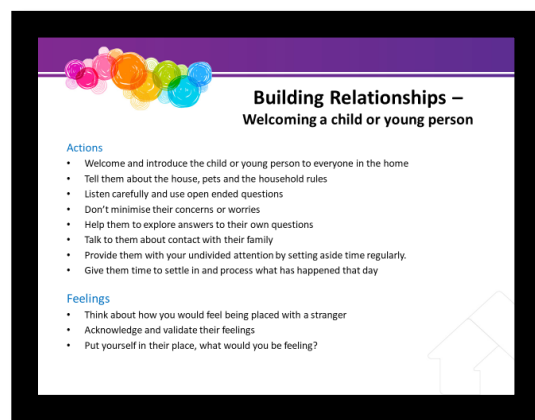 Building Relationships –
Welcoming a child or young person
Actions
• Welcome and introduce the child or young person to everyone in the home
• Tell them about the house, pets and the household rules
• Listen carefully and use open ended questions
• Don't minimise their concerns or worries
• Help them to explore answers to their own questions
• Talk to them about contact with their family
• Provide them with your undivided attention by setting aside time regularly.
• Give them time to settle in and process what has happened that day
Feelings
• Think about how you would feel being placed with a stranger
• Acknowledge and validate their feelings
• Put yourself in their place, what would you be feeling?